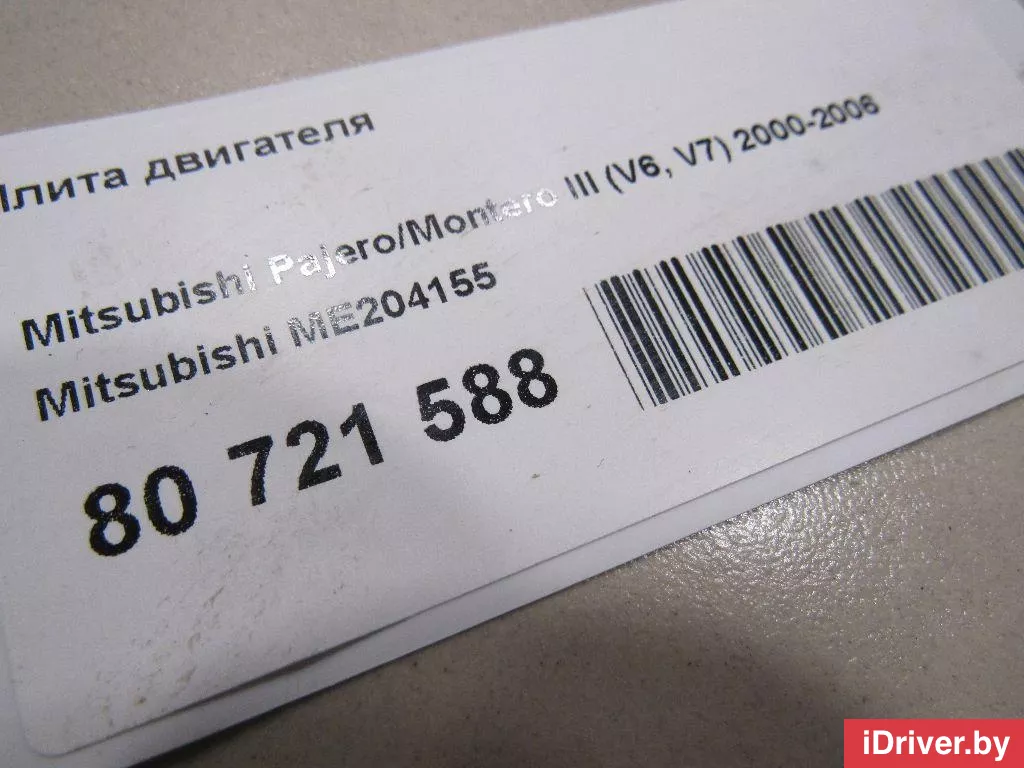 Плита двигателя
Mitsubishi Pajero/Montero III (V6, V7) 2000-2006
Mitsubishi ME204155
80 721 588
iDriver.by